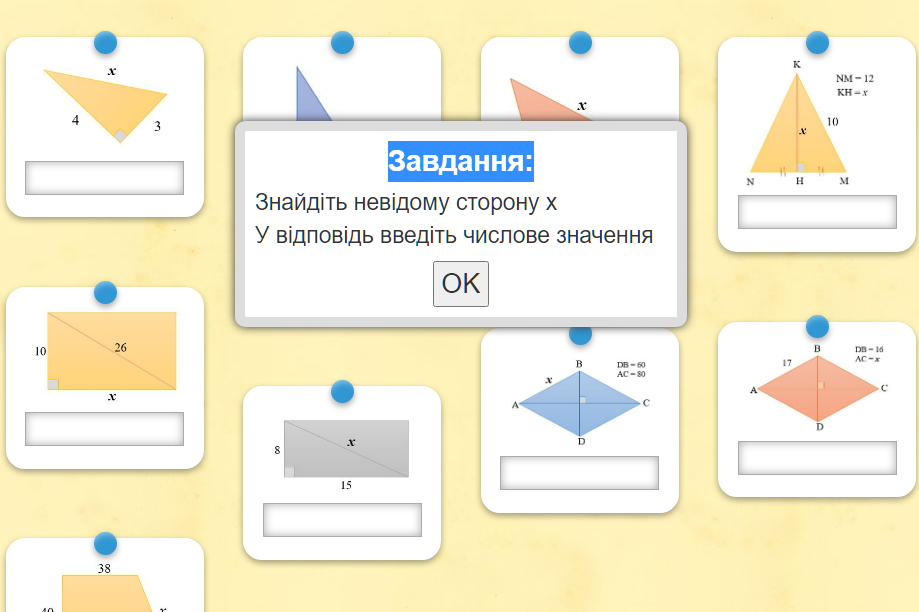 x
4
3
x
K
NM = 12
KH = x
x
10
N
H
M
Завдання:
Знайдіть невідому сторону x
У відповідь введіть числове значення
OK
10
26
x
8
x
15
B
DB = 60
AC = 80
x
A
C
D
B
DB = 16
AC = x
17
A
C
D
38
40
x